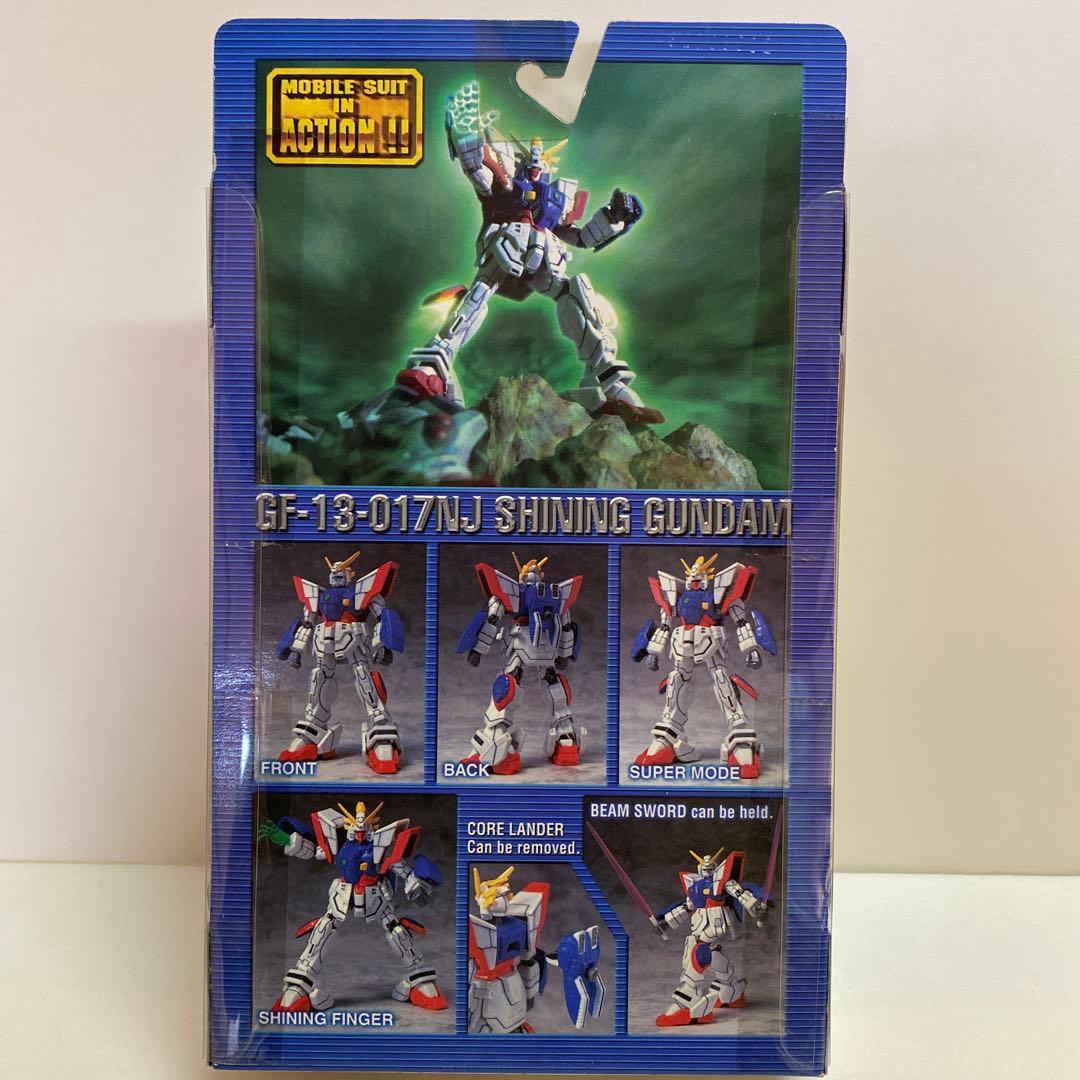 MOBILE SUIT
IN
ACTION !!
GF-13-017NJ SHINING GUNDAM
FRONT
BACK
SUPER MODE
SHINING FINGER
CORE LANDER
Can be removed.
BEAM SWORD can be held.